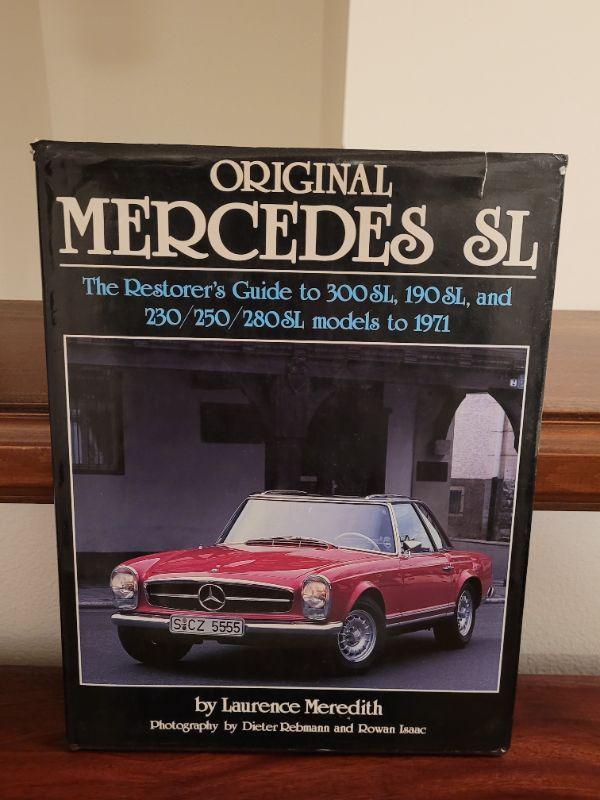 ORIGINAL
MERCEDES SL
The Restorer's Guide to 300SL, 190SL, and
230/250/280SL models to 1971
S CZ 5555
by Laurence Meredith
Photography by Dieter Rebmann and Rowan Isaac